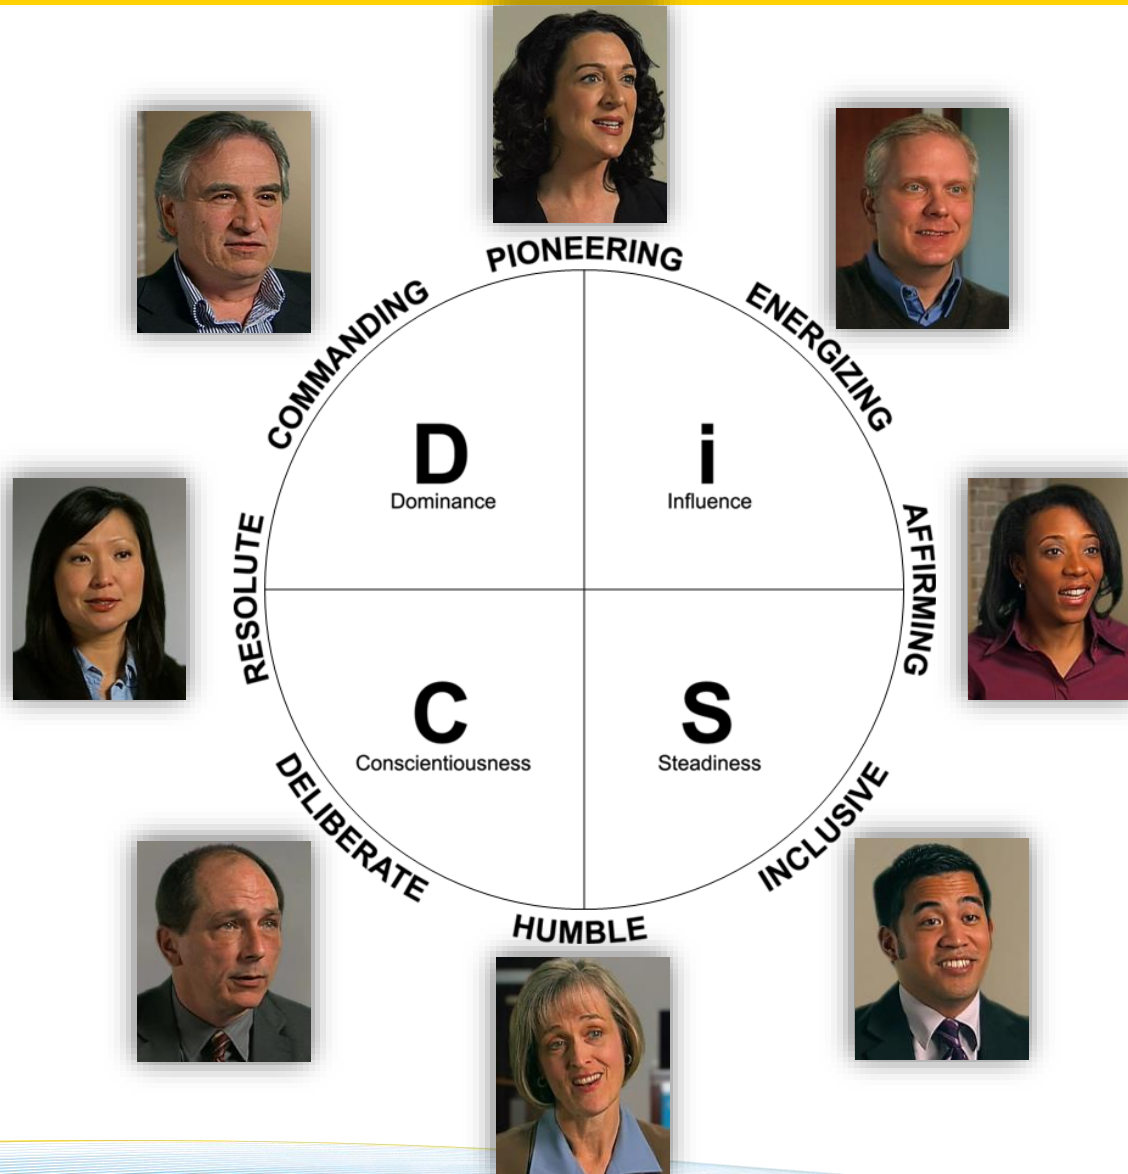 PIONEERING
ENERGIZING
COMMANDING
D
Dominance
i
Influence
RESOLUTE
AFFIRMING
C
Conscientiousness
S
Steadiness
DELIBERATE
INCLUSIVE
HUMBLE